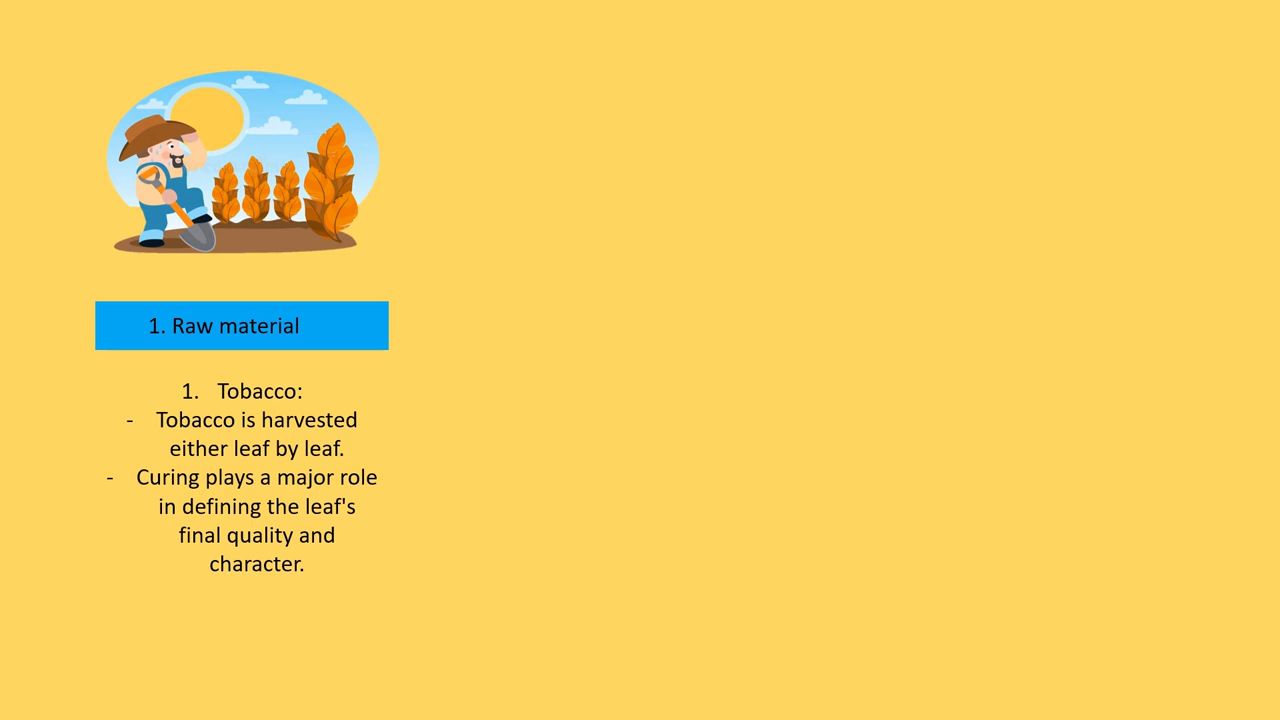 1. Raw material
1. Tobacco:
- Tobacco is harvested
either leaf by leaf.
- Curing plays a major role
in defining the leaf's
final quality and
character.